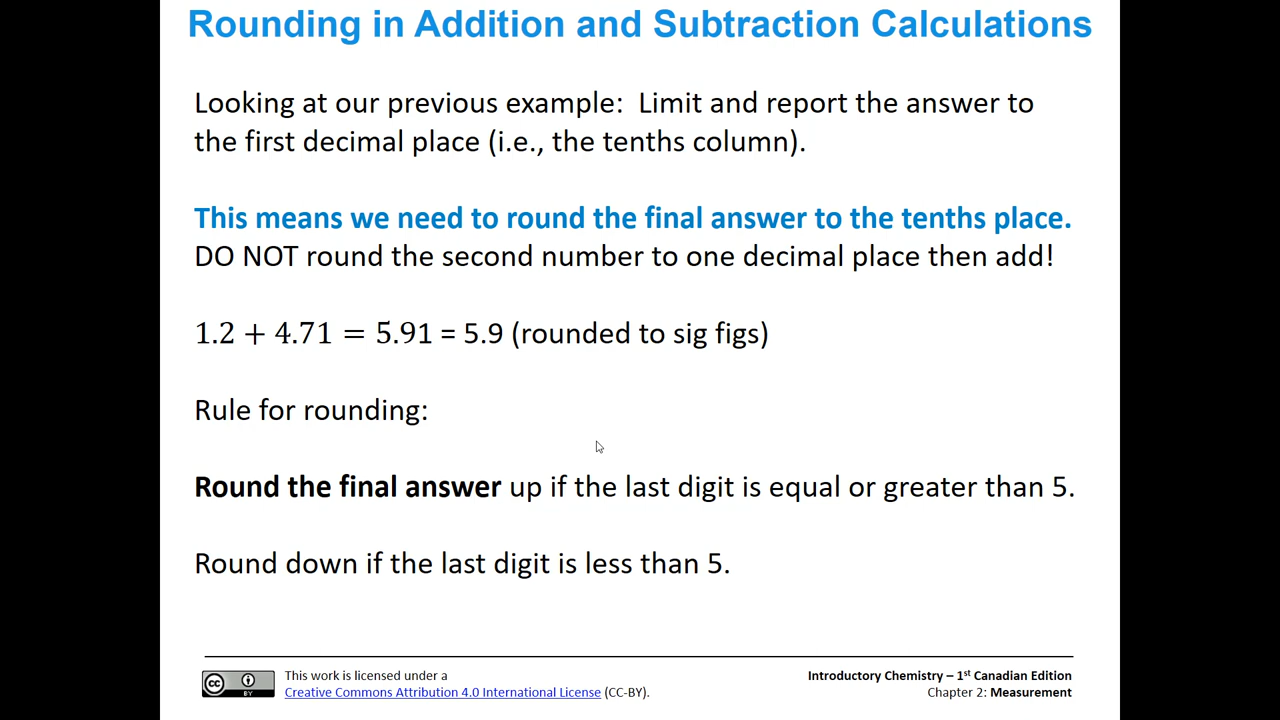 Rounding in Addition and Subtraction Calculations
Looking at our previous example:  Limit and report the answer to
the first decimal place (i.e., the tenths column).
This means we need to round the final answer to the tenths place.
DO NOT round the second number to one decimal place then add!
1.2 + 4.71 = 5.91 = 5.9 (rounded to sig figs)
Rule for rounding:
Round the final answer up if the last digit is equal or greater than 5.
Round down if the last digit is less than 5.
cc BY
This work is licensed under a
Creative Commons Attribution 4.0 International License (CC-BY).
Introductory Chemistry – 1st Canadian Edition
Chapter 2: Measurement